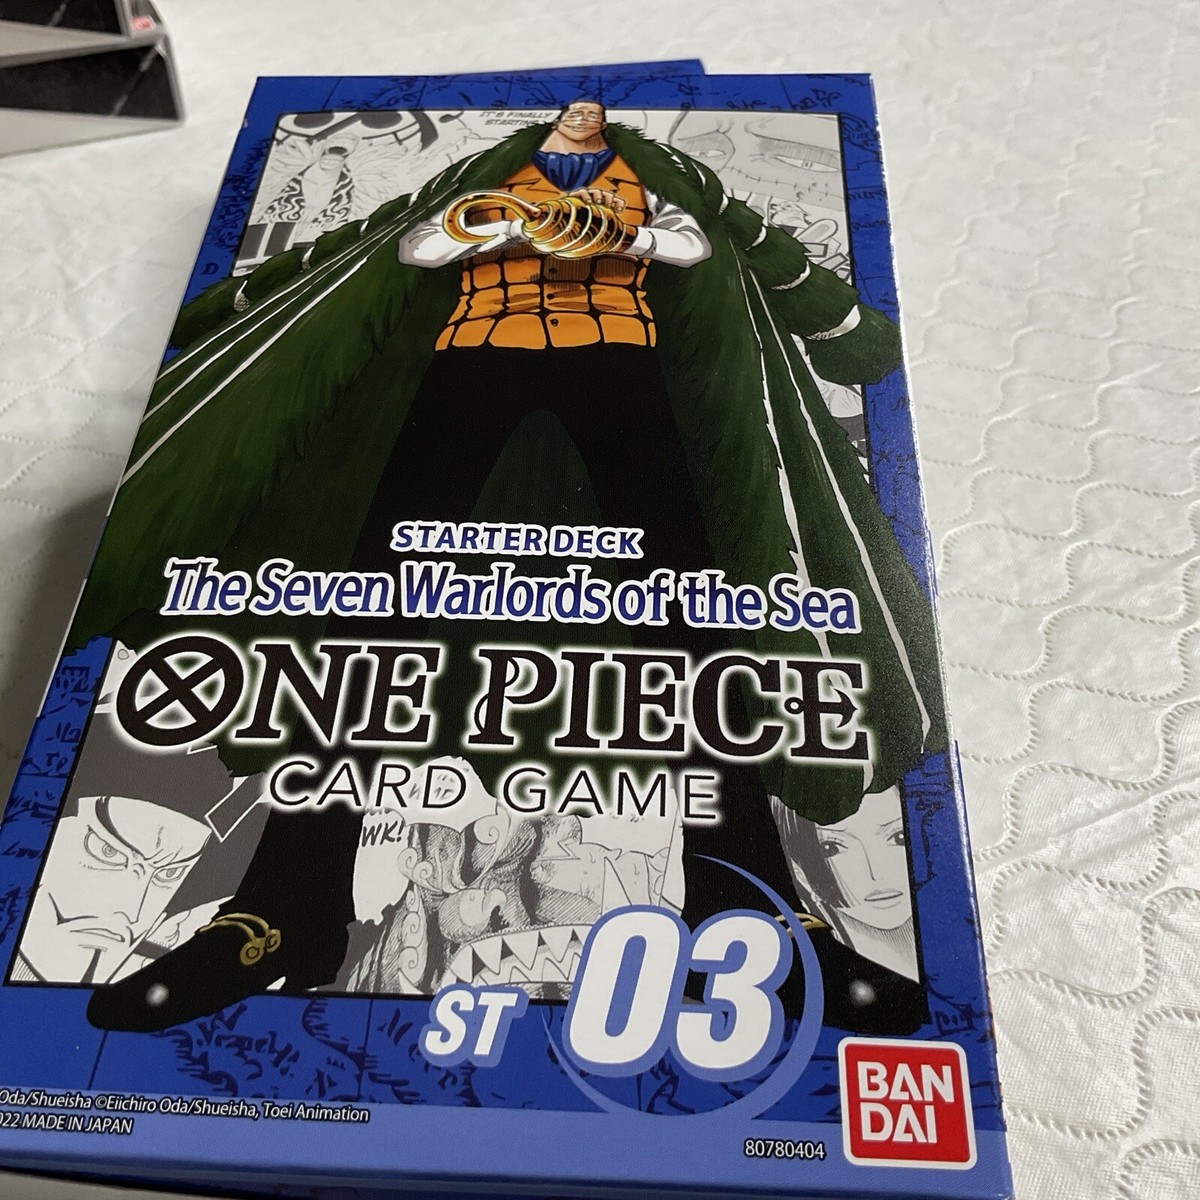 IT'S FINALLY
STARTING
STARTER DECK
The Seven Warlords of the Sea
ONE PIECE
CARD GAME
WK!
ST 03
BAN
DAI
Oda/Shueisha ©Eiichiro Oda/Shueisha, Toei Animation
022 MADE IN JAPAN
80780404